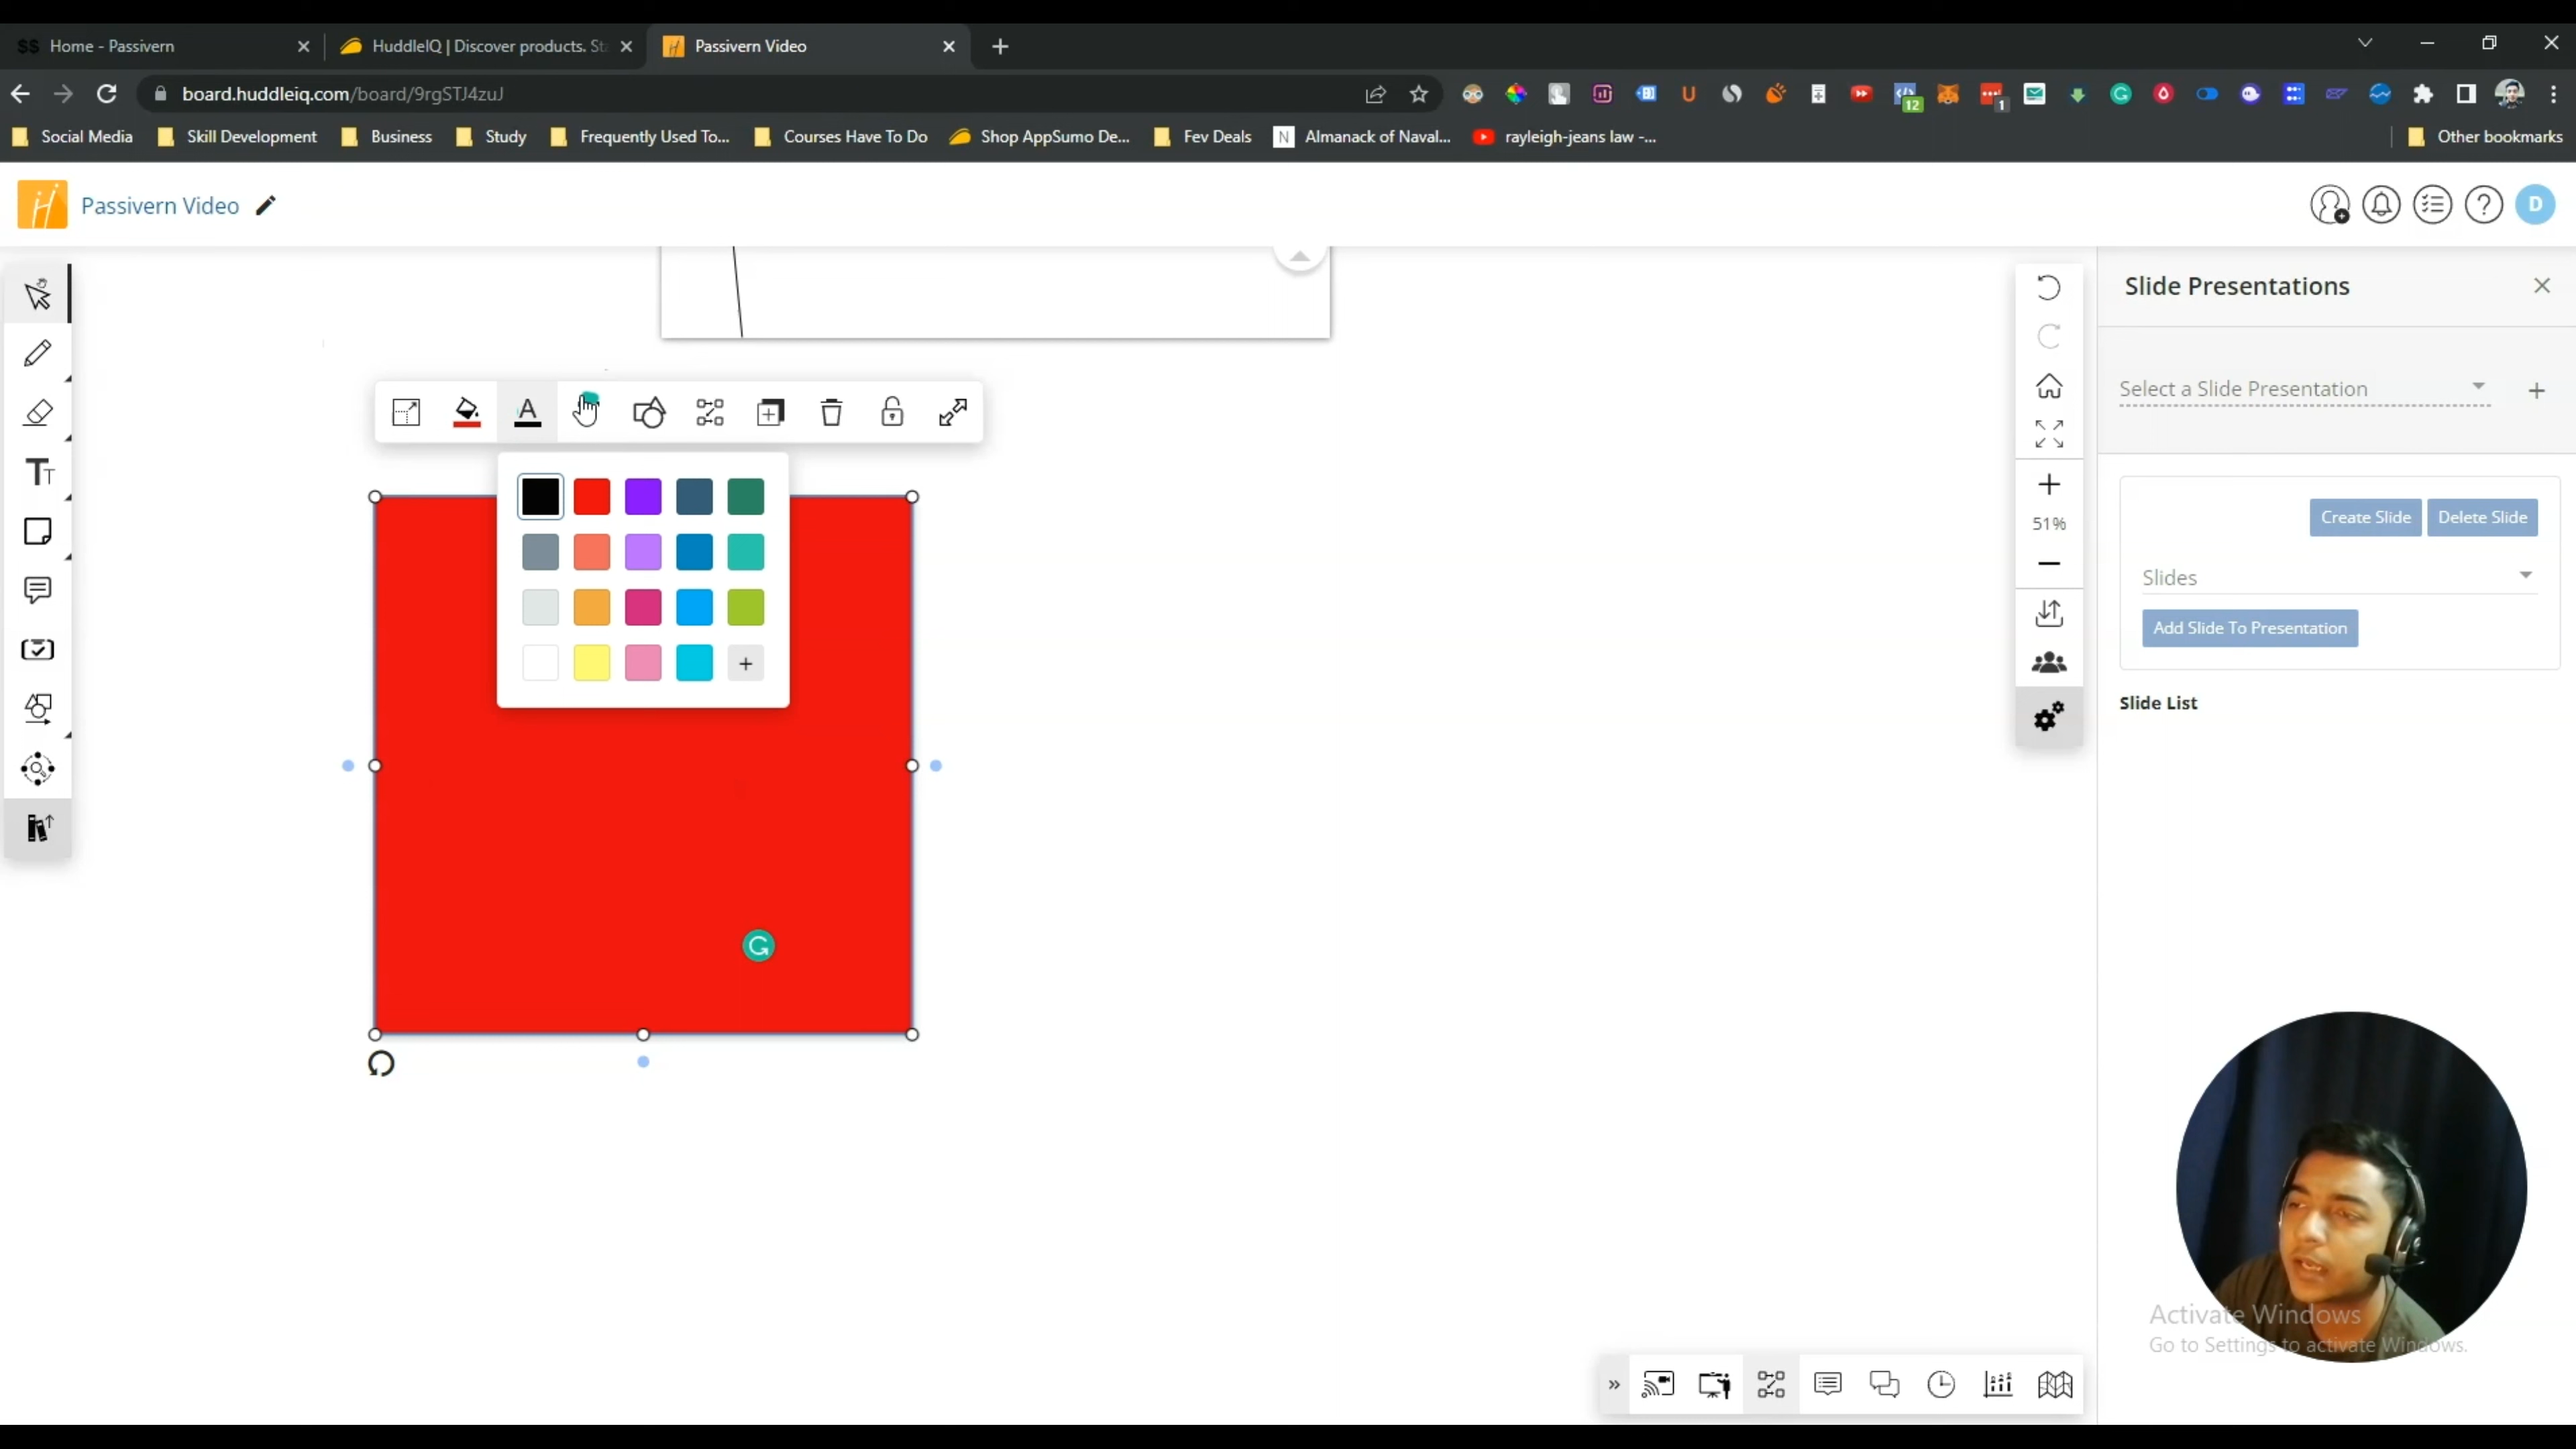 $$ Home - Passivern
HuddleIQ | Discover products. St
Passivern Video
board.huddleiq.com/board/9rgSTJ4zuJ
12
1
Social Media
Skill Development
Business
Study
Frequently Used To...
Courses Have To Do
Shop AppSumo De...
Fev Deals
N Almanack of Naval...
rayleigh-jeans law -...
Other bookmarks
Passivern Video
D
Slide Presentations
Select a Slide Presentation
Create Slide
Delete Slide
51%
Slides
Add Slide To Presentation
Slide List
Activate Windows
Go to Settings to activate Windows.